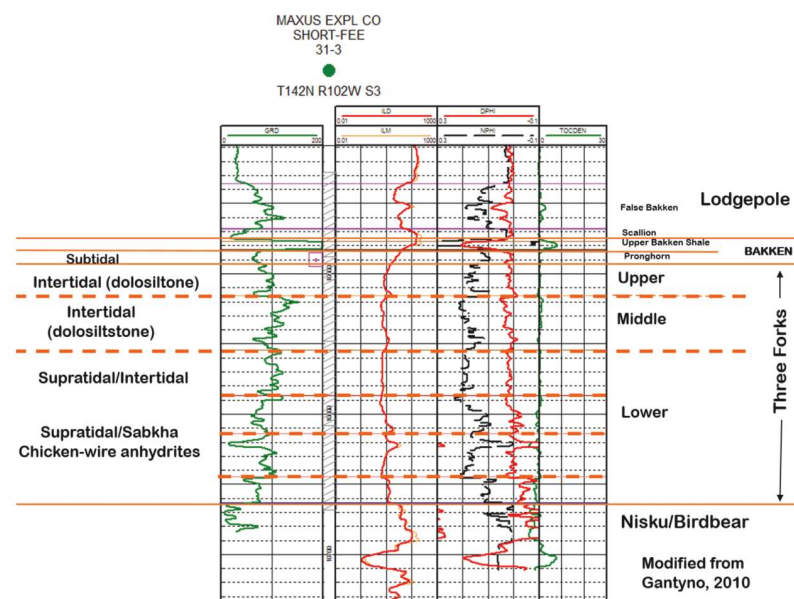 MAXUS EXPL CO
SHORT-FEE
31-3
T142N R102W S3
ILD
0.01 1000
DPHI
0.3 -0.1
GRD
0 200
ILM
0.01 1000
NPHI
0.3 -0.1
TOCDEN
0 30
Lodgepole
False Bakken
Scallion
Upper Bakken Shale
BAKKEN
Pronghorn
Subtidal
Intertidal (dolosiltone)
Upper
Intertidal
(dolosiltstone)
Middle
Supratidal/Intertidal
Lower
Three Forks
Supratidal/Sabkha
Chicken-wire anhydrites
Nisku/Birdbear
10700
Modified from
Gantyno, 2010